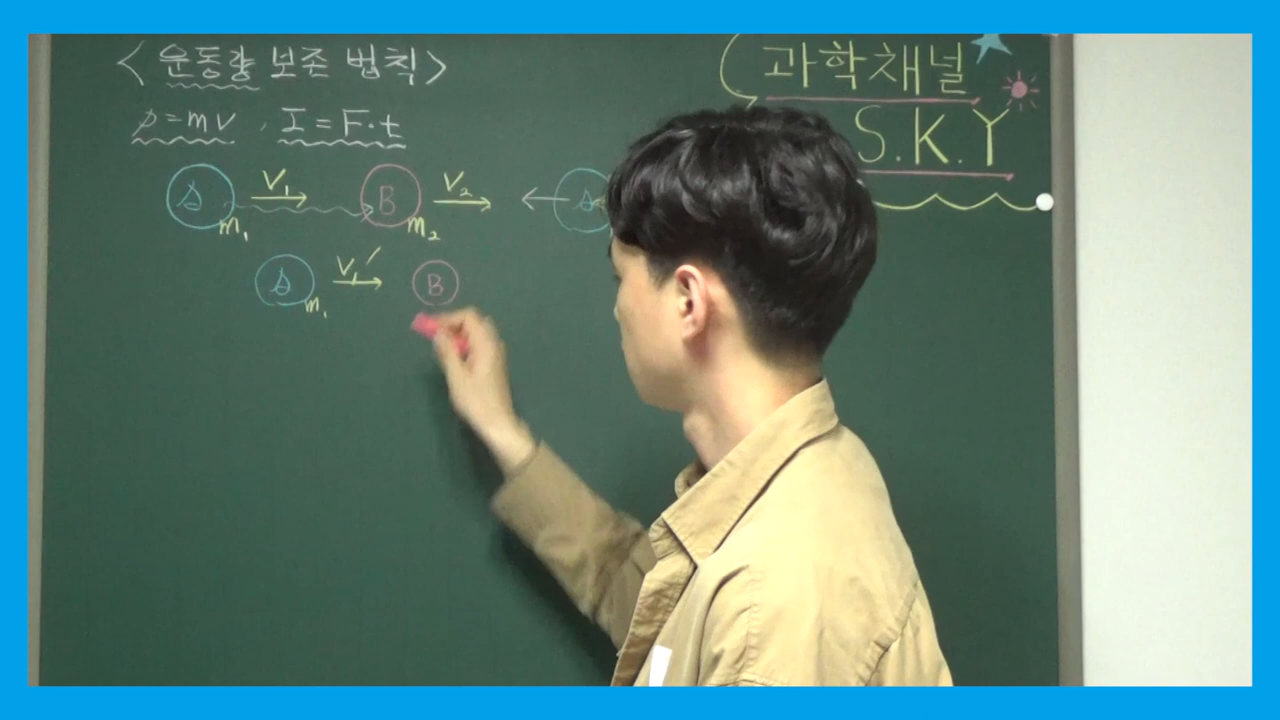 <운동량 보존 법칙>
p=mv , I=F·t
A V₁ B V₂ A
m₁ m₂
A V₁′ B
m₁
과학채널
S.K.Y